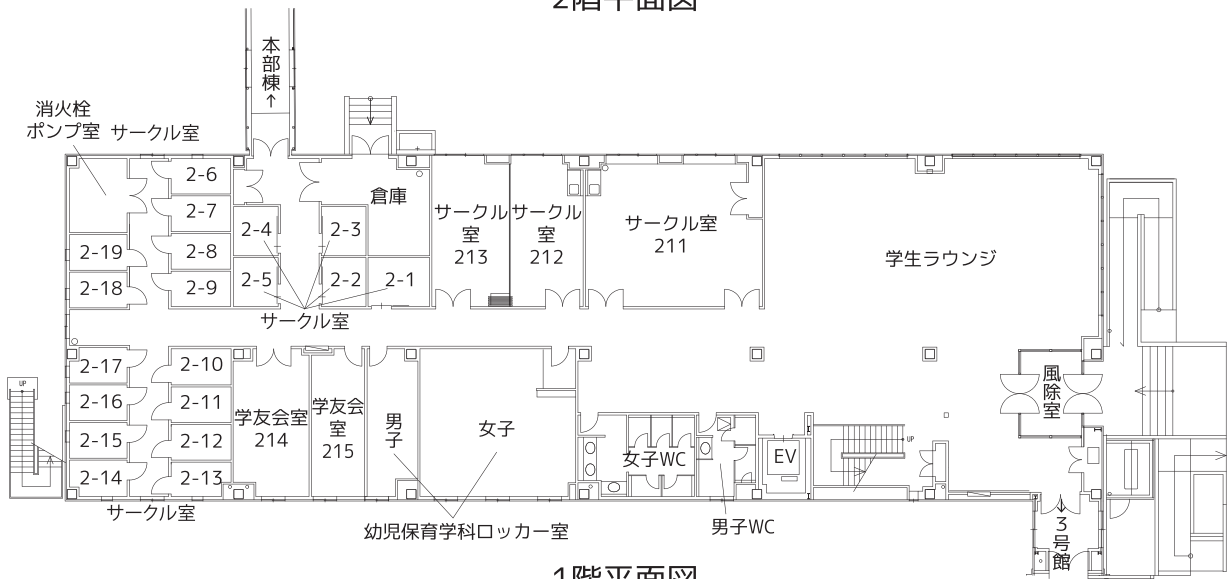 2階平面図
本部棟↑
消火栓
ポンプ室
サークル室
2-6
2-7
2-8
2-9
2-19
2-18
2-4
2-5
2-3
2-2
2-1
倉庫
サークル室
サークル
室
213
サークル
室
212
サークル室
211
学生ラウンジ
2-17
2-16
2-15
2-14
2-10
2-11
2-12
2-13
サークル室
学友会室
214
学友会
室
215
男子
女子
幼児保育学科ロッカー室
女子WC
男子WC
EV
UP
UP
風除室
↓3号館
1階平面図